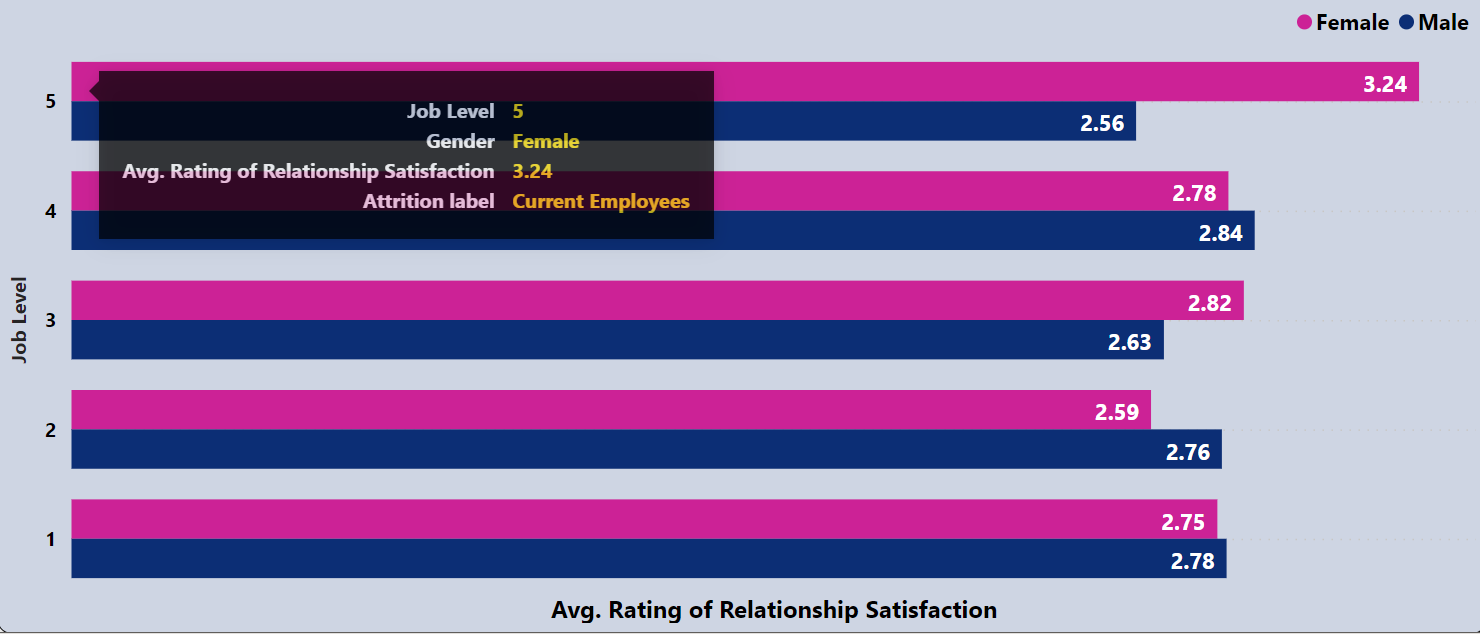 Female Male
5
3.24
2.56
Job Level 5
Gender Female
Avg. Rating of Relationship Satisfaction 3.24
Attrition label Current Employees
4
2.78
2.84
Job Level
3
2.82
2.63
2
2.59
2.76
1
2.75
2.78
Avg. Rating of Relationship Satisfaction